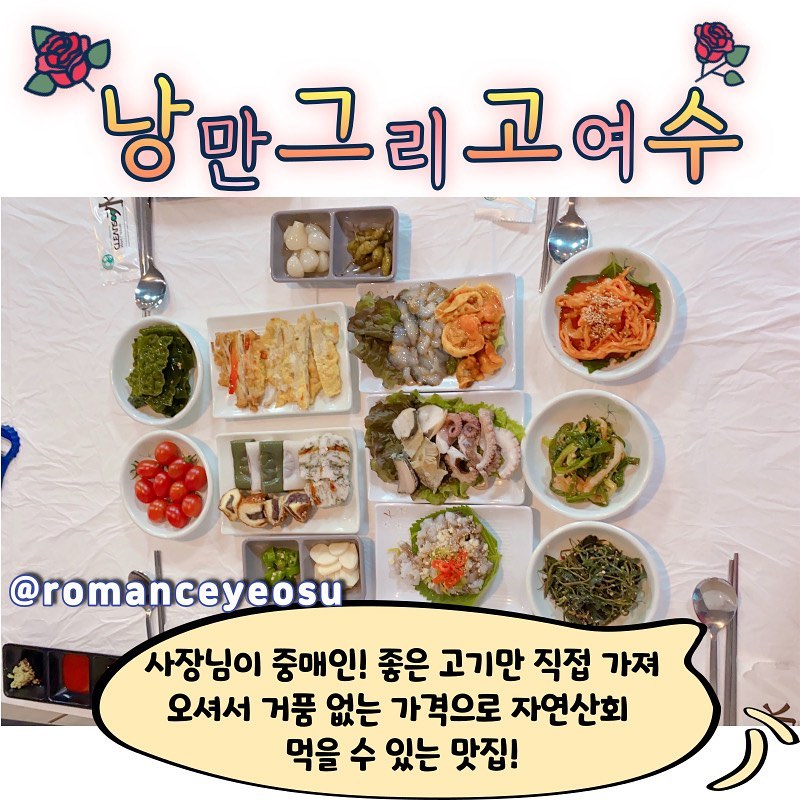 낭만그리고여수
CLEAN
@romanceyeosu
사장님이 중매인! 좋은 고기만 직접 가져
오셔서 거품 없는 가격으로 자연산회
먹을 수 있는 맛집!